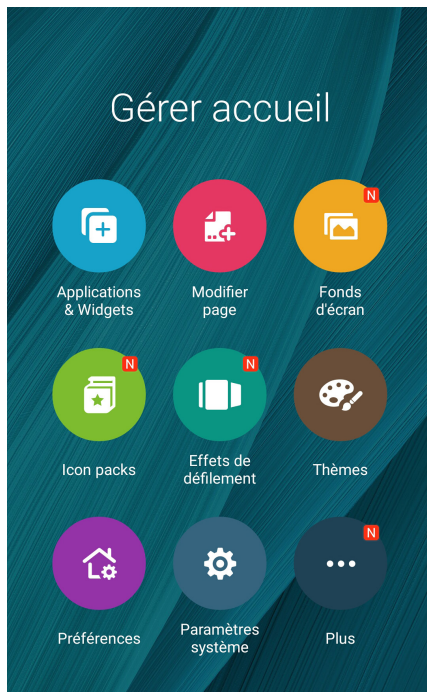 Gérer accueil
N
Applications
& Widgets
Modifier
page
Fonds
d'écran
N
N
Icon packs
Effets de
défilement
Thèmes
N
Préférences
Paramètres
système
Plus